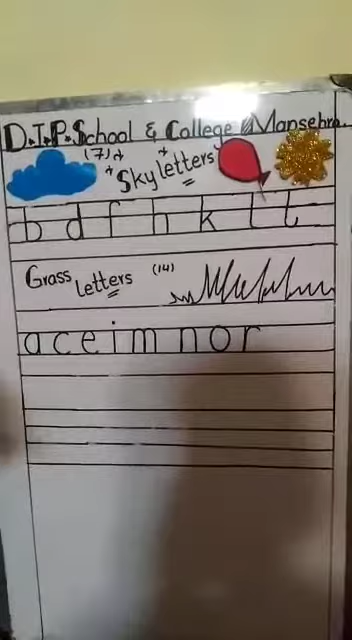 D.I.P. School & College Mansehra.
(7)
Sky letters
b d f h k l t
Grass letters (14)
a c e i m n o r